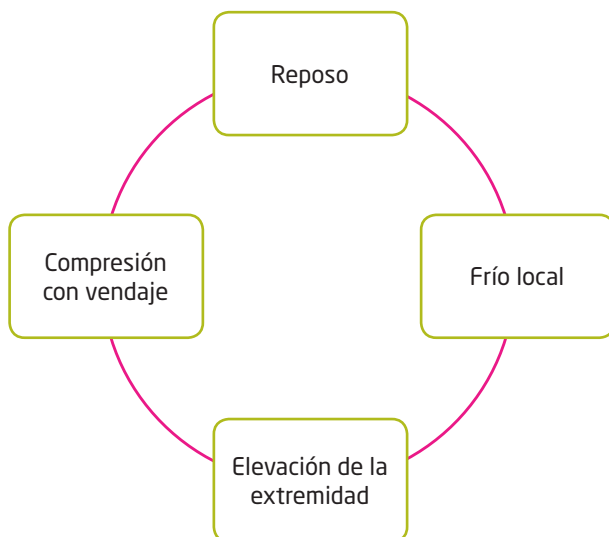 Reposo
Compresión
con vendaje
Frío local
Elevación de la
extremidad